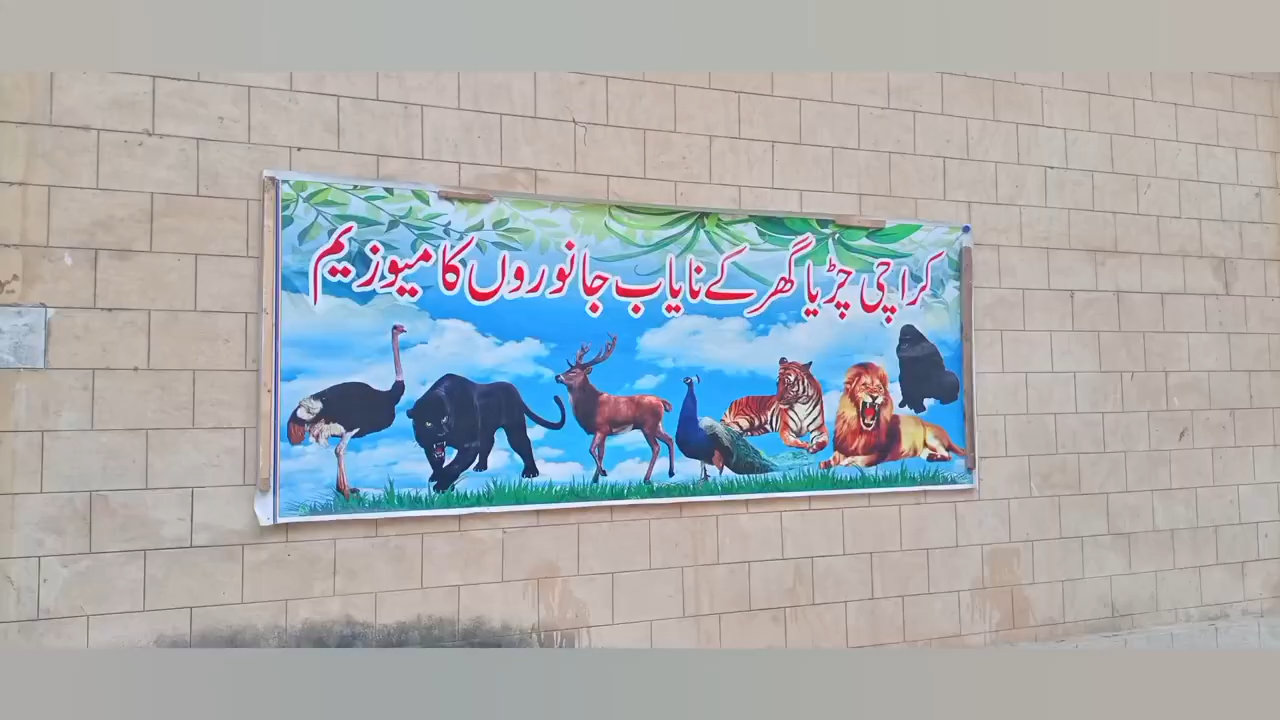 کراچی چڑیا گھر کے نایاب جانوروں کا میوزیم